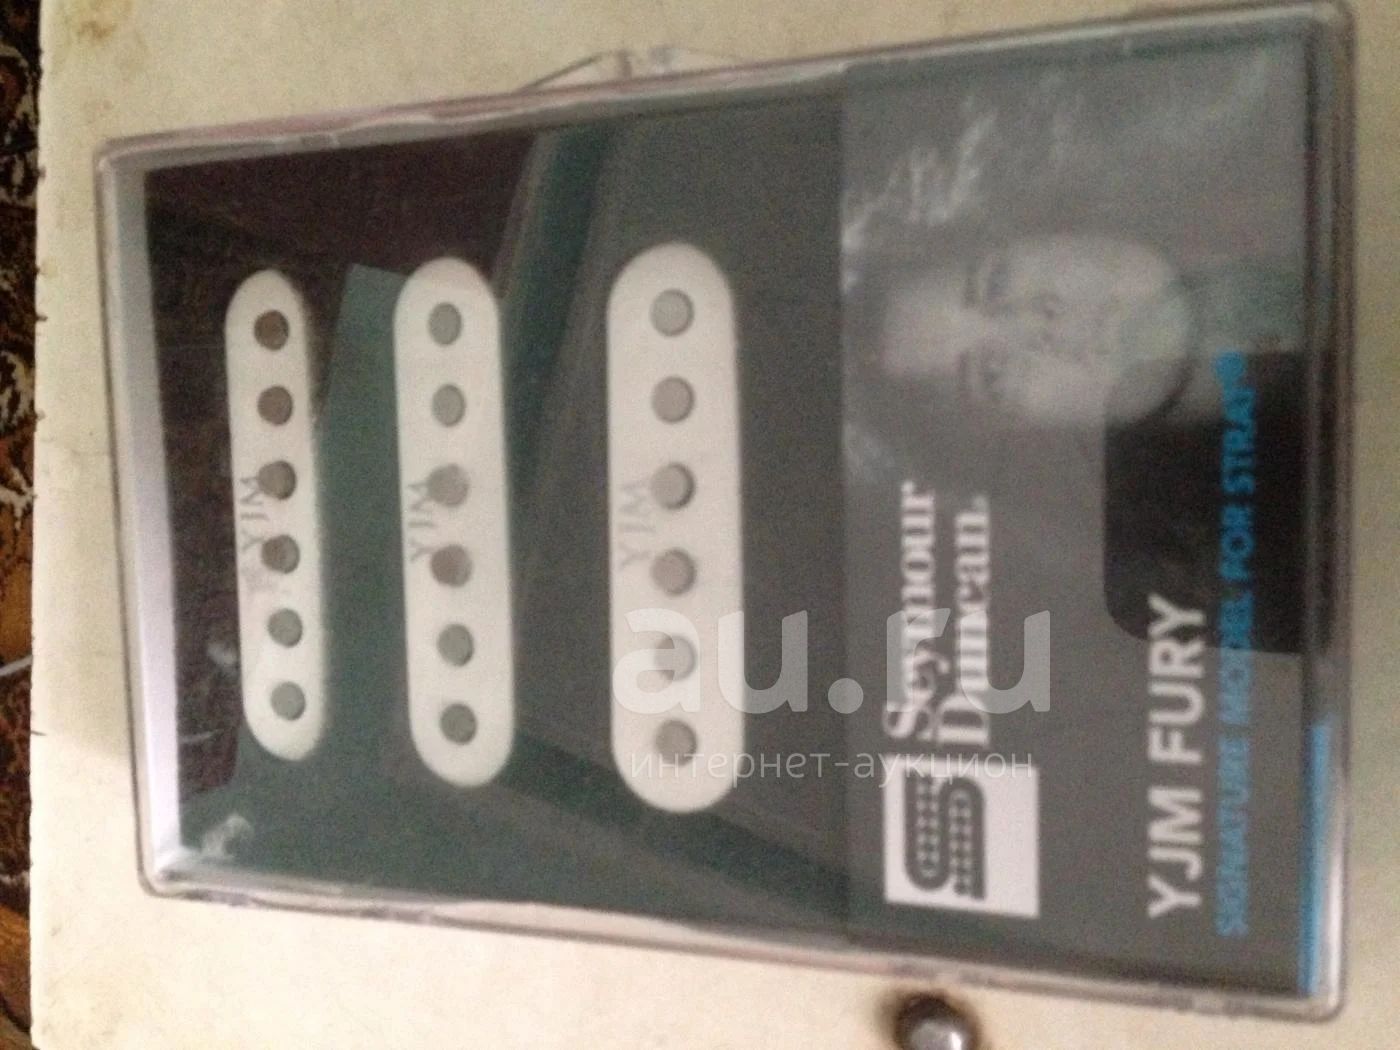 YJM
YJM
YJM
Seymour
Duncan.
YJM FURY
SIGNATURE MODEL FOR STRAT®
au.ru
интернет-аукцион